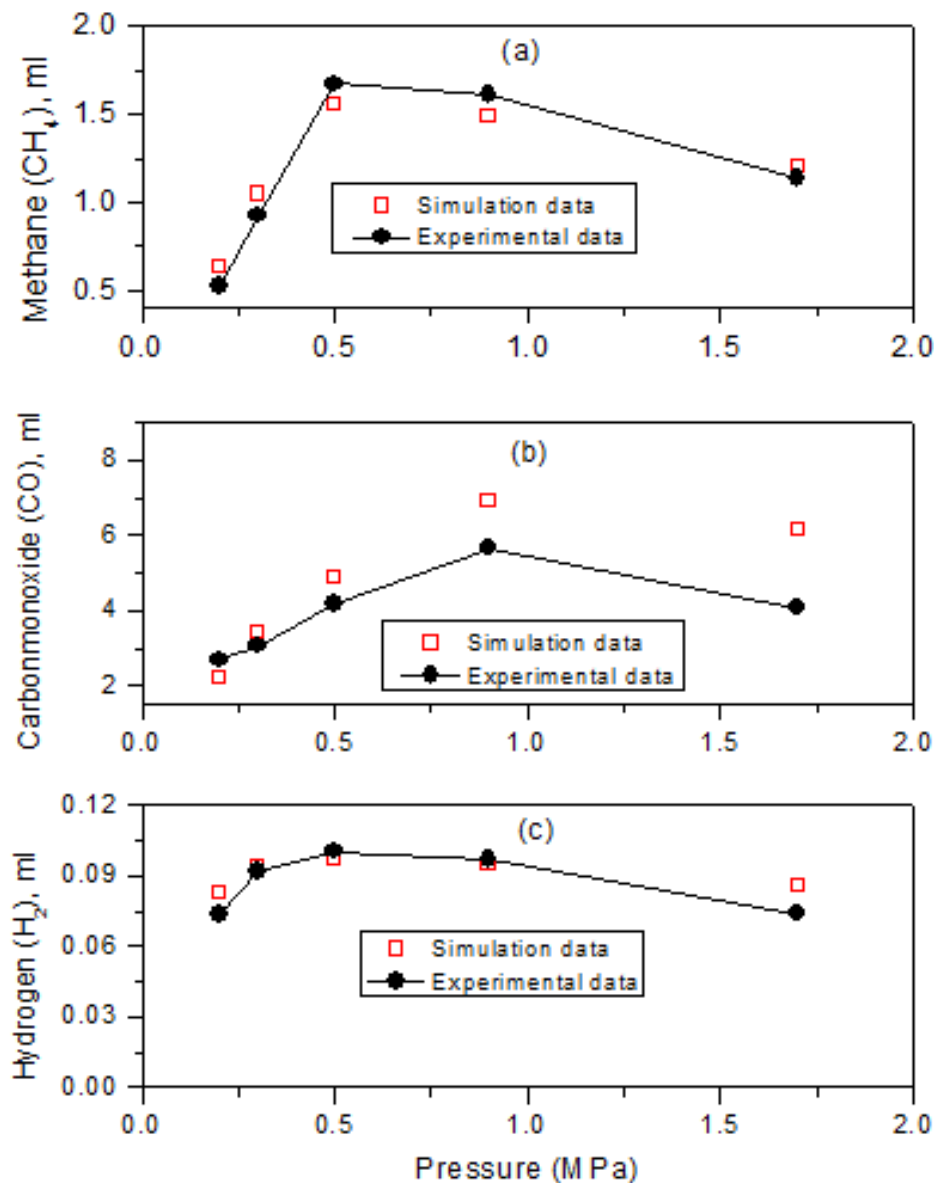 (a)
Methane (CH₄), ml
2.0
1.5
1.0
0.5
Simulation data
Experimental data
0.0 0.5 1.0 1.5 2.0
(b)
Carbonmonoxide (CO), ml
8
6
4
2
Simulation data
Experimental data
0.0 0.5 1.0 1.5 2.0
(c)
Hydrogen (H₂), ml
0.12
0.09
0.06
0.03
0.00
Simulation data
Experimental data
0.0 0.5 1.0 1.5 2.0
Pressure (MPa)